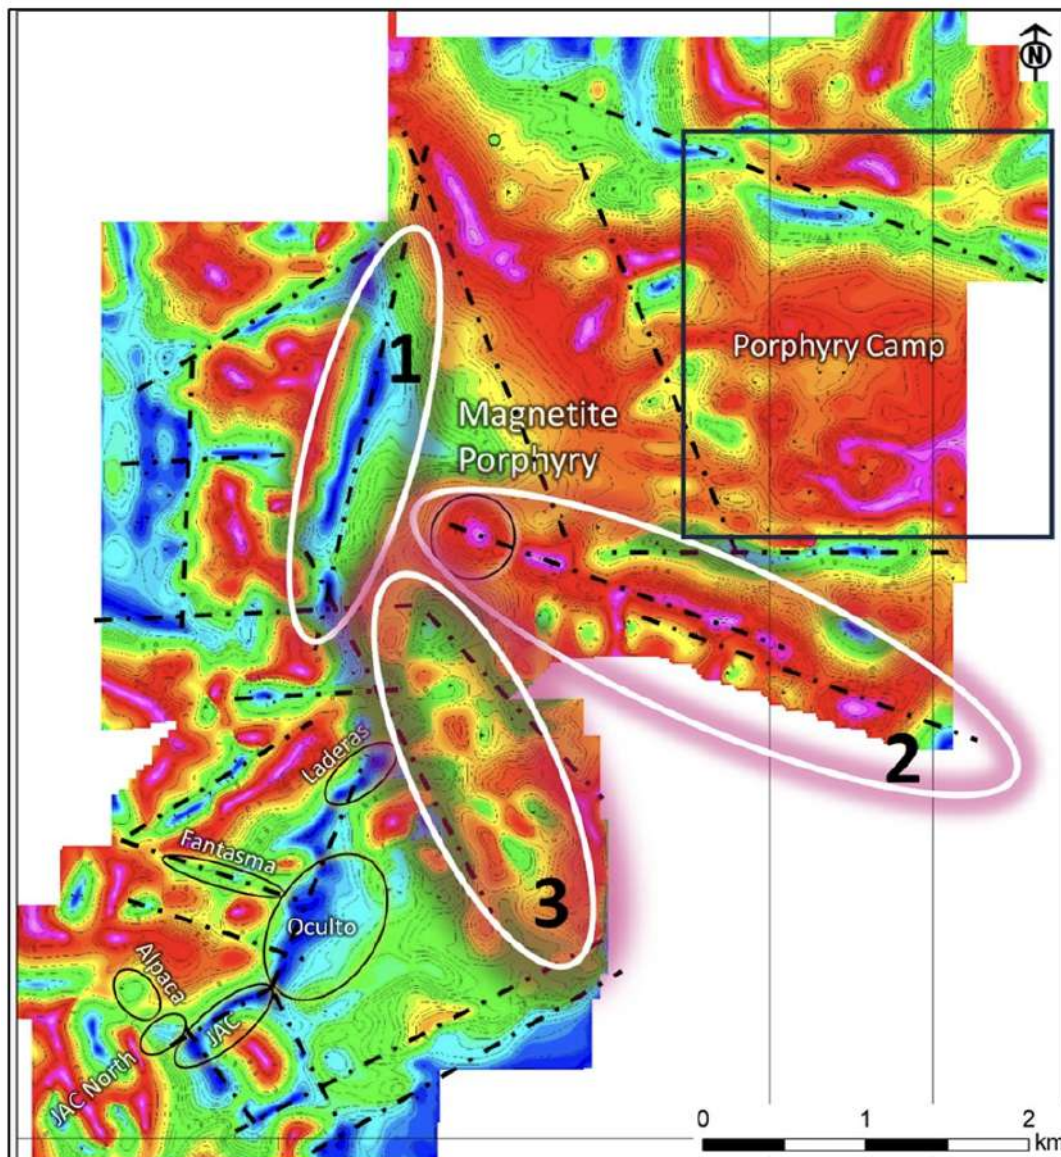 N
1
Porphyry Camp
Magnetite
Porphyry
2
Laderas
3
Fantasma
Oculto
Alpaca
JAC
JAC North
0 1 2
km